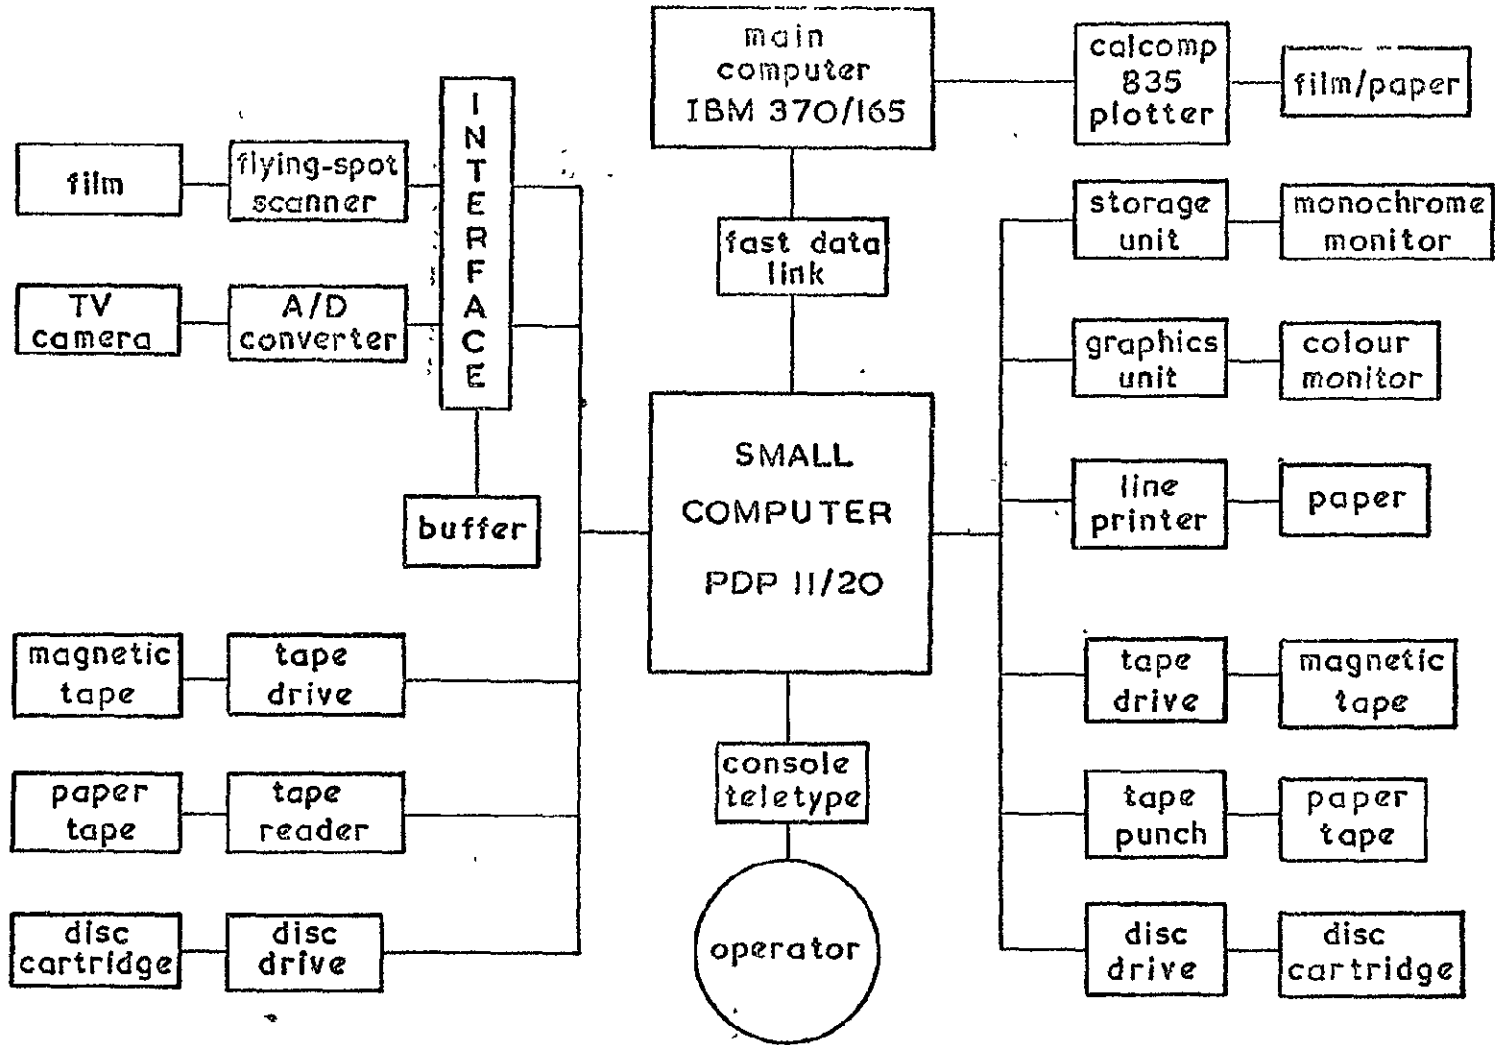 main
computer
IBM 370/165
calcomp
835
plotter
film/paper
INTERFACE
film
flying-spot
scanner
TV
camera
A/D
converter
buffer
fast data
link
storage
unit
monochrome
monitor
graphics
unit
colour
monitor
SMALL
COMPUTER
PDP 11/20
line
printer
paper
magnetic
tape
tape
drive
paper
tape
tape
reader
disc
cartridge
disc
drive
console
teletype
operator
tape
drive
magnetic
tape
tape
punch
paper
tape
disc
drive
disc
cartridge